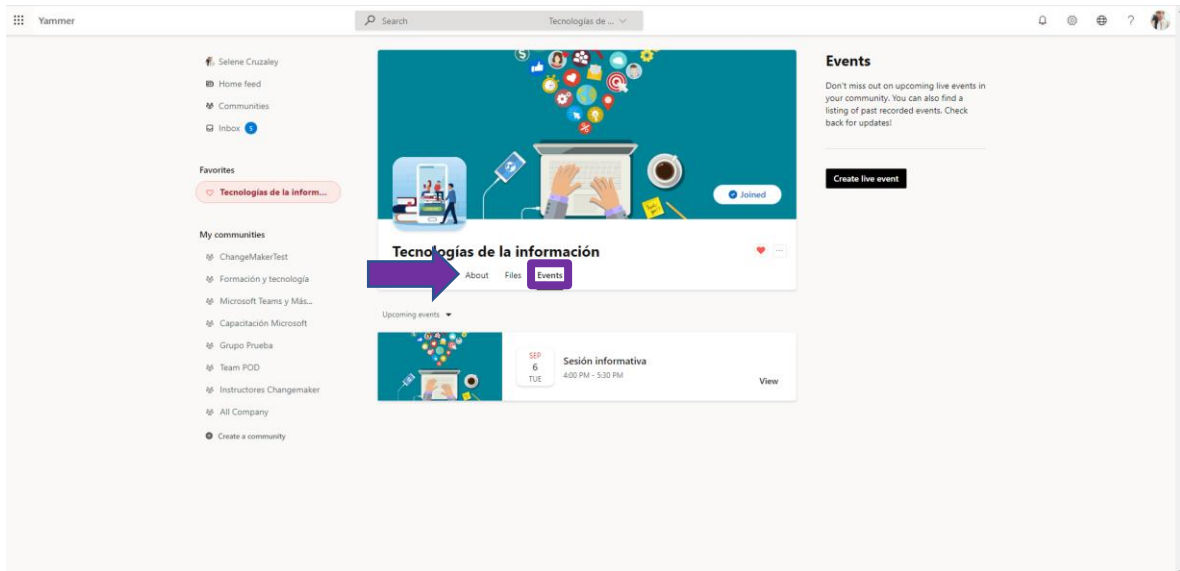 Yammer
Search
Tecnologías de ...
?
Selene Cruzaley
Home feed
Communities
Inbox 5
Favorites
Tecnologías de la inform...
My communities
ChangeMakerTest
Formación y tecnología
Microsoft Teams y Más...
Capacitación Microsoft
Grupo Prueba
Team POD
Instructores Changemaker
All Company
Create a community
Joined
Tecnologías de la información
About Files Events
Upcoming events
SEP
6
TUE
Sesión informativa
4:00 PM - 5:30 PM
View
Events
Don't miss out on upcoming live events in
your community. You can also find a
listing of past recorded events. Check
back for updates!
Create live event